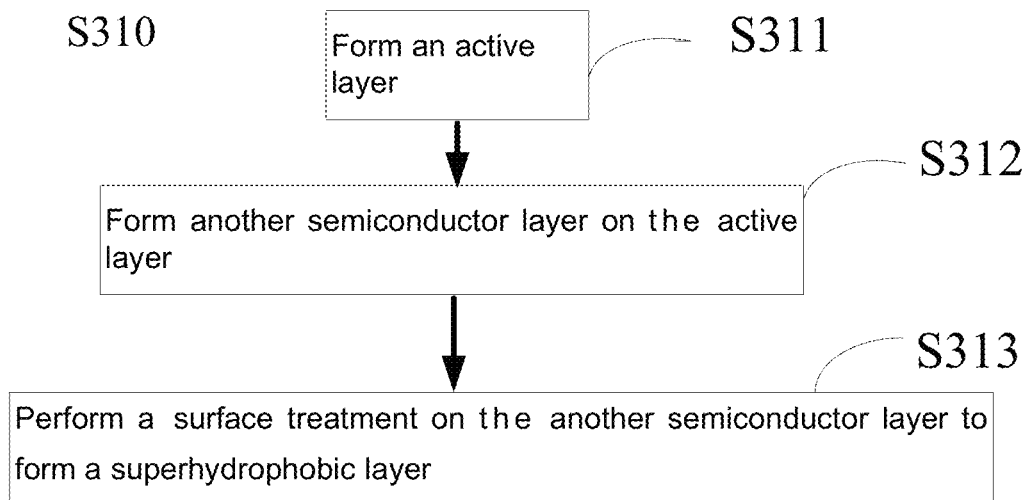 S310
Form an active
layer
S311
S312
Form another semiconductor layer on the active
layer
S313
Perform a surface treatment on the another semiconductor layer to
form a superhydrophobic layer